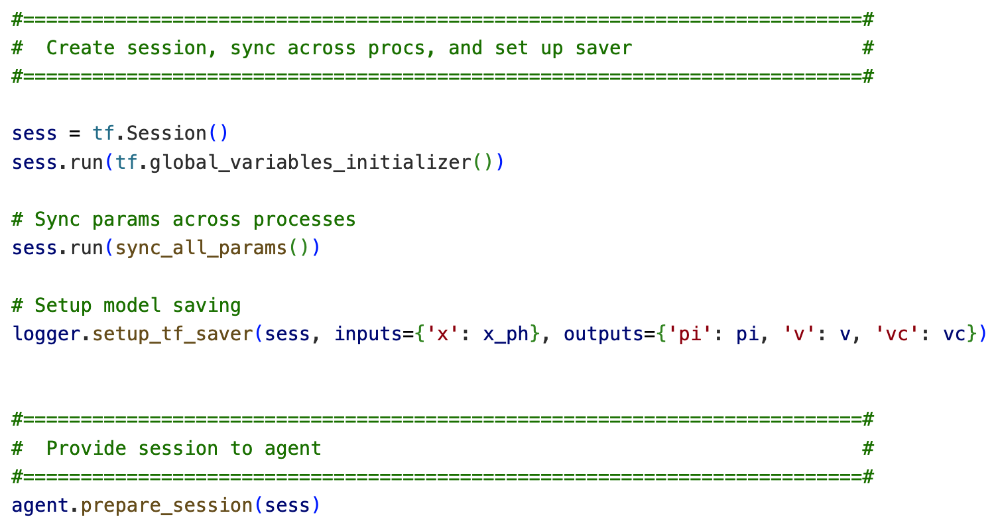 #=========================================================================#
#  Create session, sync across procs, and set up saver                    #
#=========================================================================#
sess = tf.Session()
sess.run(tf.global_variables_initializer())
# Sync params across processes
sess.run(sync_all_params())
# Setup model saving
logger.setup_tf_saver(sess, inputs={'x': x_ph}, outputs={'pi': pi, 'v': v, 'vc': vc})
#=========================================================================#
#  Provide session to agent                                               #
#=========================================================================#
agent.prepare_session(sess)